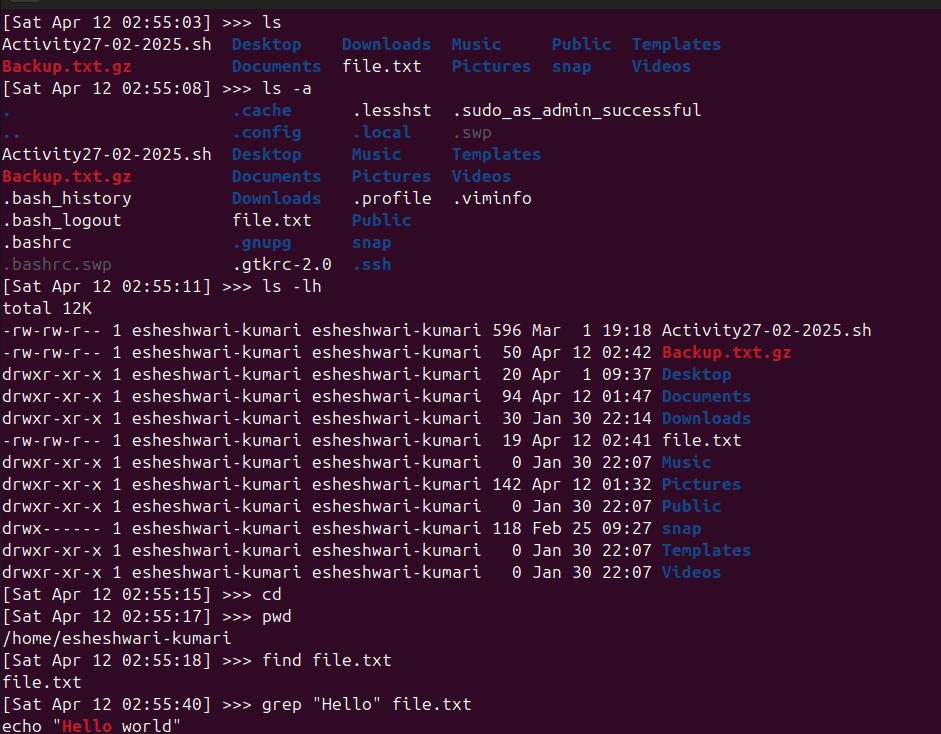 [Sat Apr 12 02:55:03] >>> ls
Activity27-02-2025.sh  Desktop    Downloads  Music     Public  Templates
Backup.txt.gz          Documents  file.txt   Pictures  snap    Videos
[Sat Apr 12 02:55:08] >>> ls -a
.                      .cache      .lesshst  .sudo_as_admin_successful
..                     .config     .local    .swp
Activity27-02-2025.sh  Desktop     Music     Templates
Backup.txt.gz          Documents   Pictures  Videos
.bash_history          Downloads   .profile  .viminfo
.bash_logout           file.txt    Public
.bashrc                .gnupg      snap
.bashrc.swp            .gtkrc-2.0  .ssh
[Sat Apr 12 02:55:11] >>> ls -lh
total 12K
-rw-rw-r-- 1 esheshwari-kumari esheshwari-kumari 596 Mar  1 19:18 Activity27-02-2025.sh
-rw-rw-r-- 1 esheshwari-kumari esheshwari-kumari  50 Apr 12 02:42 Backup.txt.gz
drwxr-xr-x 1 esheshwari-kumari esheshwari-kumari  20 Apr  1 09:37 Desktop
drwxr-xr-x 1 esheshwari-kumari esheshwari-kumari  94 Apr 12 01:47 Documents
drwxr-xr-x 1 esheshwari-kumari esheshwari-kumari  30 Jan 30 22:14 Downloads
-rw-rw-r-- 1 esheshwari-kumari esheshwari-kumari  19 Apr 12 02:41 file.txt
drwxr-xr-x 1 esheshwari-kumari esheshwari-kumari   0 Jan 30 22:07 Music
drwxr-xr-x 1 esheshwari-kumari esheshwari-kumari 142 Apr 12 01:32 Pictures
drwxr-xr-x 1 esheshwari-kumari esheshwari-kumari   0 Jan 30 22:07 Public
drwx------ 1 esheshwari-kumari esheshwari-kumari 118 Feb 25 09:27 snap
drwxr-xr-x 1 esheshwari-kumari esheshwari-kumari   0 Jan 30 22:07 Templates
drwxr-xr-x 1 esheshwari-kumari esheshwari-kumari   0 Jan 30 22:07 Videos
[Sat Apr 12 02:55:15] >>> cd
[Sat Apr 12 02:55:17] >>> pwd
/home/esheshwari-kumari
[Sat Apr 12 02:55:18] >>> find file.txt
file.txt
[Sat Apr 12 02:55:40] >>> grep "Hello" file.txt
echo "Hello world"